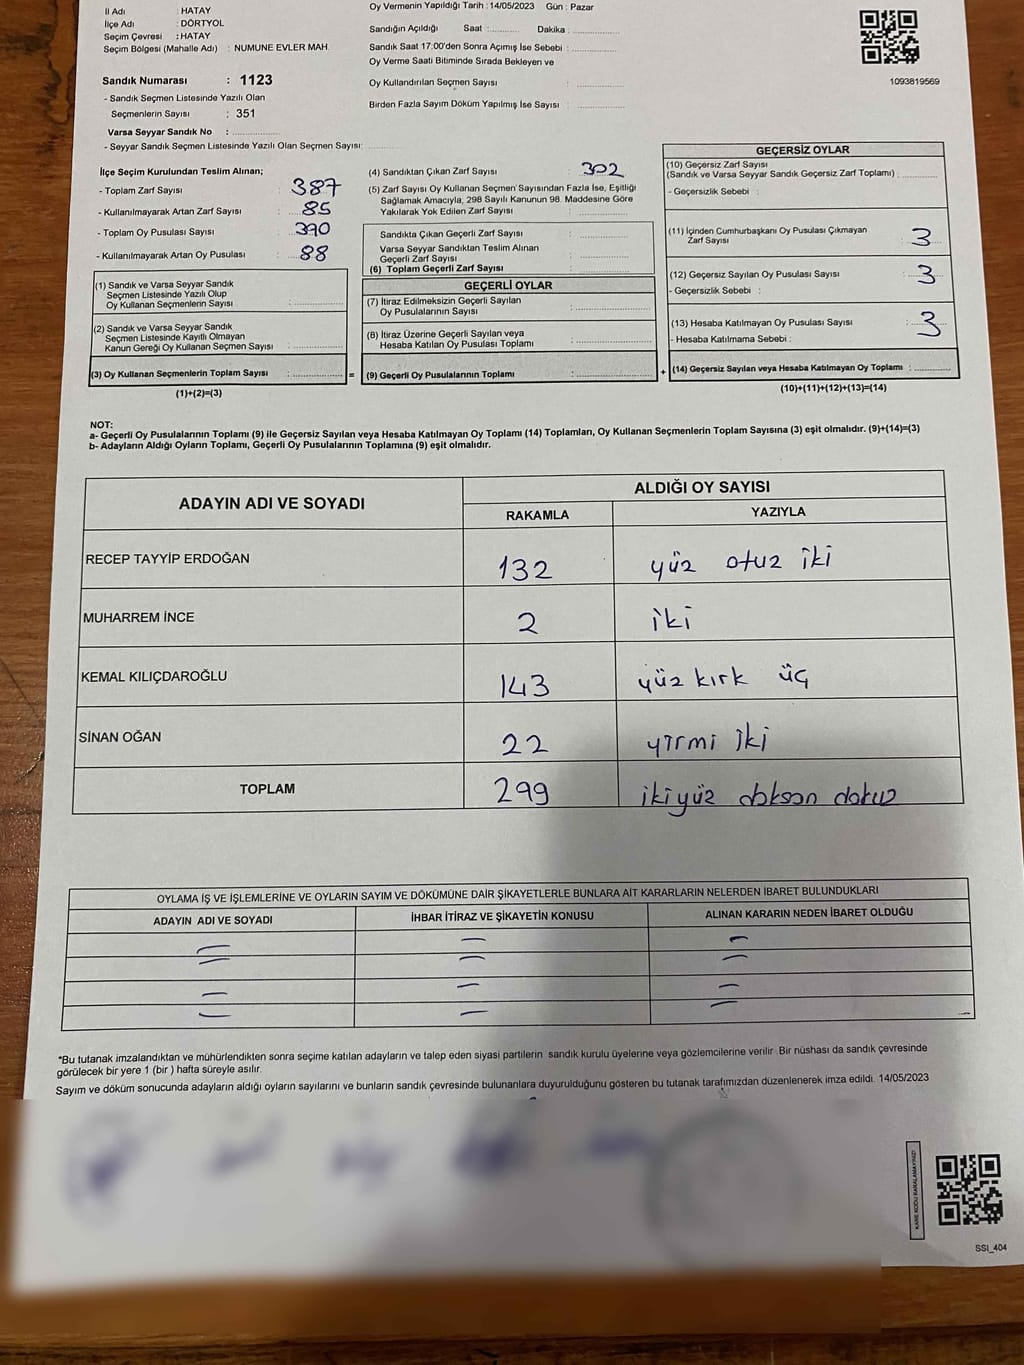 İl Adı : HATAY
İlçe Adı : DÖRTYOL
Seçim Çevresi : HATAY
Seçim Bölgesi (Mahalle Adı) : NUMUNE EVLER MAH.
Sandık Numarası : 1123
- Sandık Seçmen Listesinde Yazılı Olan
Seçmenlerin Sayısı : 351
Varsa Seyyar Sandık No :
- Seyyar Sandık Seçmen Listesinde Yazılı Olan Seçmen Sayısı:
Oy Vermenin Yapıldığı Tarih : 14/05/2023 Gün : Pazar
Sandığın Açıldığı Saat : Dakika :
Sandık Saat 17:00'den Sonra Açımış İse Sebebi :
Oy Verme Saati Bitiminde Sırada Bekleyen ve
Oy Kullandırılan Seçmen Sayısı :
Birden Fazla Sayım Döküm Yapılmış İse Sayısı :
1093819569
İlçe Seçim Kurulundan Teslim Alınan;
- Toplam Zarf Sayısı : 387
- Kullanılmayarak Artan Zarf Sayısı : 85
- Toplam Oy Pusulası Sayısı : 390
- Kullanılmayarak Artan Oy Pusulası : 88
(1) Sandık ve Varsa Seyyar Sandık
Seçmen Listesinde Yazılı Olup
Oy Kullanan Seçmenlerin Sayısı :
(2) Sandık ve Varsa Seyyar Sandık
Seçmen Listesinde Kayıtlı Olmayan
Kanun Gereği Oy Kullanan Seçmen Sayısı :
(3) Oy Kullanan Seçmenlerin Toplam Sayısı : =
(1)+(2)=(3)
(4) Sandıktan Çıkan Zarf Sayısı : 302
(5) Zarf Sayısı Oy Kullanan Seçmen Sayısından Fazla İse, Eşitliği
Sağlamak Amacıyla, 298 Sayılı Kanunun 98. Maddesine Göre
Yakılarak Yok Edilen Zarf Sayısı :
Sandıkta Çıkan Geçerli Zarf Sayısı :
Varsa Seyyar Sandıktan Teslim Alınan
Geçerli Zarf Sayısı :
(6) Toplam Geçerli Zarf Sayısı :
GEÇERLİ OYLAR
(7) İtiraz Edilmeksizin Geçerli Sayılan
Oy Pusulalarının Sayısı :
(8) İtiraz Üzerine Geçerli Sayılan veya
Hesaba Katılan Oy Pusulası Toplamı :
(9) Geçerli Oy Pusulalarının Toplamı : +
GEÇERSİZ OYLAR
(10) Geçersiz Zarf Sayısı
(Sandık ve Varsa Seyyar Sandık Geçersiz Zarf Toplamı) :
- Geçersizlik Sebebi :
(11) İçinden Cumhurbaşkanı Oy Pusulası Çıkmayan
Zarf Sayısı : 3
(12) Geçersiz Sayılan Oy Pusulası Sayısı : 3
- Geçersizlik Sebebi :
(13) Hesaba Katılmayan Oy Pusulası Sayısı : 3
- Hesaba Katılmama Sebebi :
(14) Geçersiz Sayılan veya Hesaba Katılmayan Oy Toplamı :
(10)+(11)+(12)+(13)=(14)
NOT:
a- Geçerli Oy Pusulalarının Toplamı (9) ile Geçersiz Sayılan veya Hesaba Katılmayan Oy Toplamı (14) Toplamları, Oy Kullanan Seçmenlerin Toplam Sayısına (3) eşit olmalıdır. (9)+(14)=(3)
b- Adayların Aldığı Oyların Toplamı, Geçerli Oy Pusulalarının Toplamına (9) eşit olmalıdır.
ADAYIN ADI VE SOYADI ALDIĞI OY SAYISI
RAKAMLA YAZIYLA
RECEP TAYYİP ERDOĞAN 132 yüz otuz iki
MUHARREM İNCE 2 iki
KEMAL KILIÇDAROĞLU 143 yüz kırk üç
SİNAN OĞAN 22 yirmi iki
TOPLAM 299 ikiyüz doksan dokuz
OYLAMA İŞ VE İŞLEMLERİNE VE OYLARIN SAYIM VE DÖKÜMÜNE DAİR ŞİKAYETLERLE BUNLARA AİT KARARLARIN NELERDEN İBARET BULUNDUKLARI
ADAYIN ADI VE SOYADI İHBAR İTİRAZ VE ŞİKAYETİN KONUSU ALINAN KARARIN NEDEN İBARET OLDUĞU
*Bu tutanak imzalandıktan ve mühürlendikten sonra seçime katılan adayların ve talep eden siyasi partilerin sandık kurulu üyelerine veya gözlemcilerine verilir. Bir nüshası da sandık çevresinde
görülecek bir yere 1 (bir ) hafta süreyle asılır.
Sayım ve döküm sonucunda adayların aldığı oyların sayılarını ve bunların sandık çevresinde bulunanlara duyurulduğunu gösteren bu tutanak tarafımızdan düzenlenerek imza edildi. 14/05/2023
KARE KODU KARALAMAYINIZ!
SSİ_404